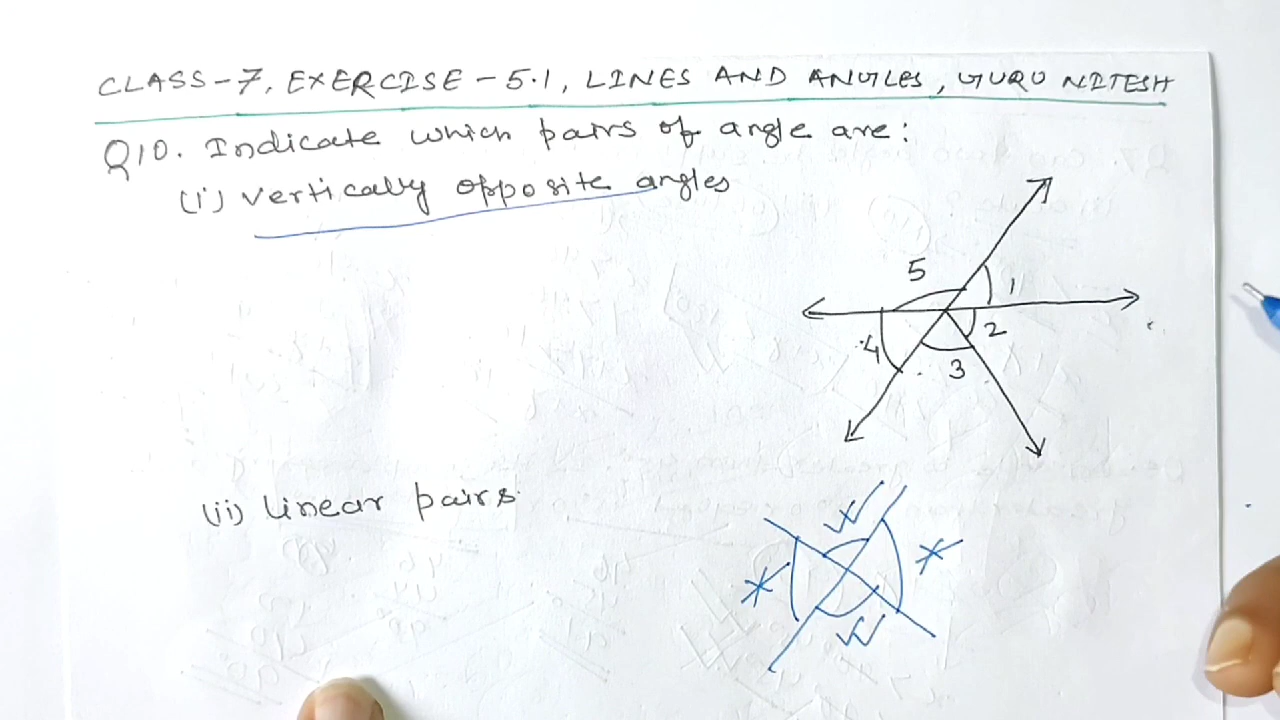 CLASS-7, EXERCISE-5.1, LINES AND ANGLES, GURU NITESH
Q10. Indicate which pairs of angle are:
(i) vertically opposite angles
5
1
2
4
3
(ii) linear pairs.